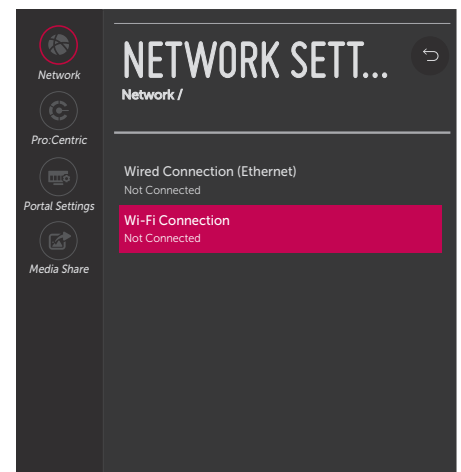 Network
Pro:Centric
Portal Settings
Media Share
NETWORK SETT...
Network /
Wired Connection (Ethernet)
Not Connected
Wi-Fi Connection
Not Connected